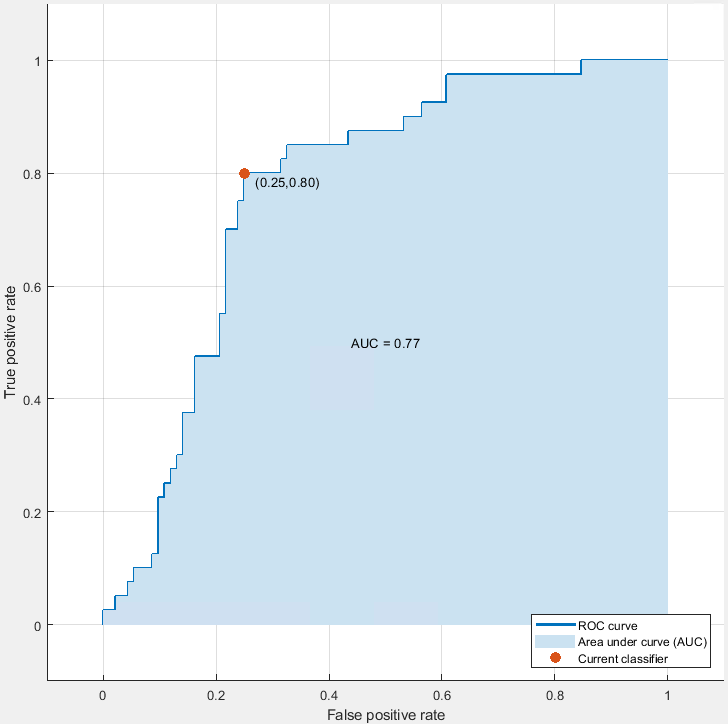 1
0.8
(0.25,0.80)
0.6
True positive rate
AUC = 0.77
0.4
0.2
0
ROC curve
Area under curve (AUC)
Current classifier
0 0.2 0.4 0.6 0.8 1
False positive rate